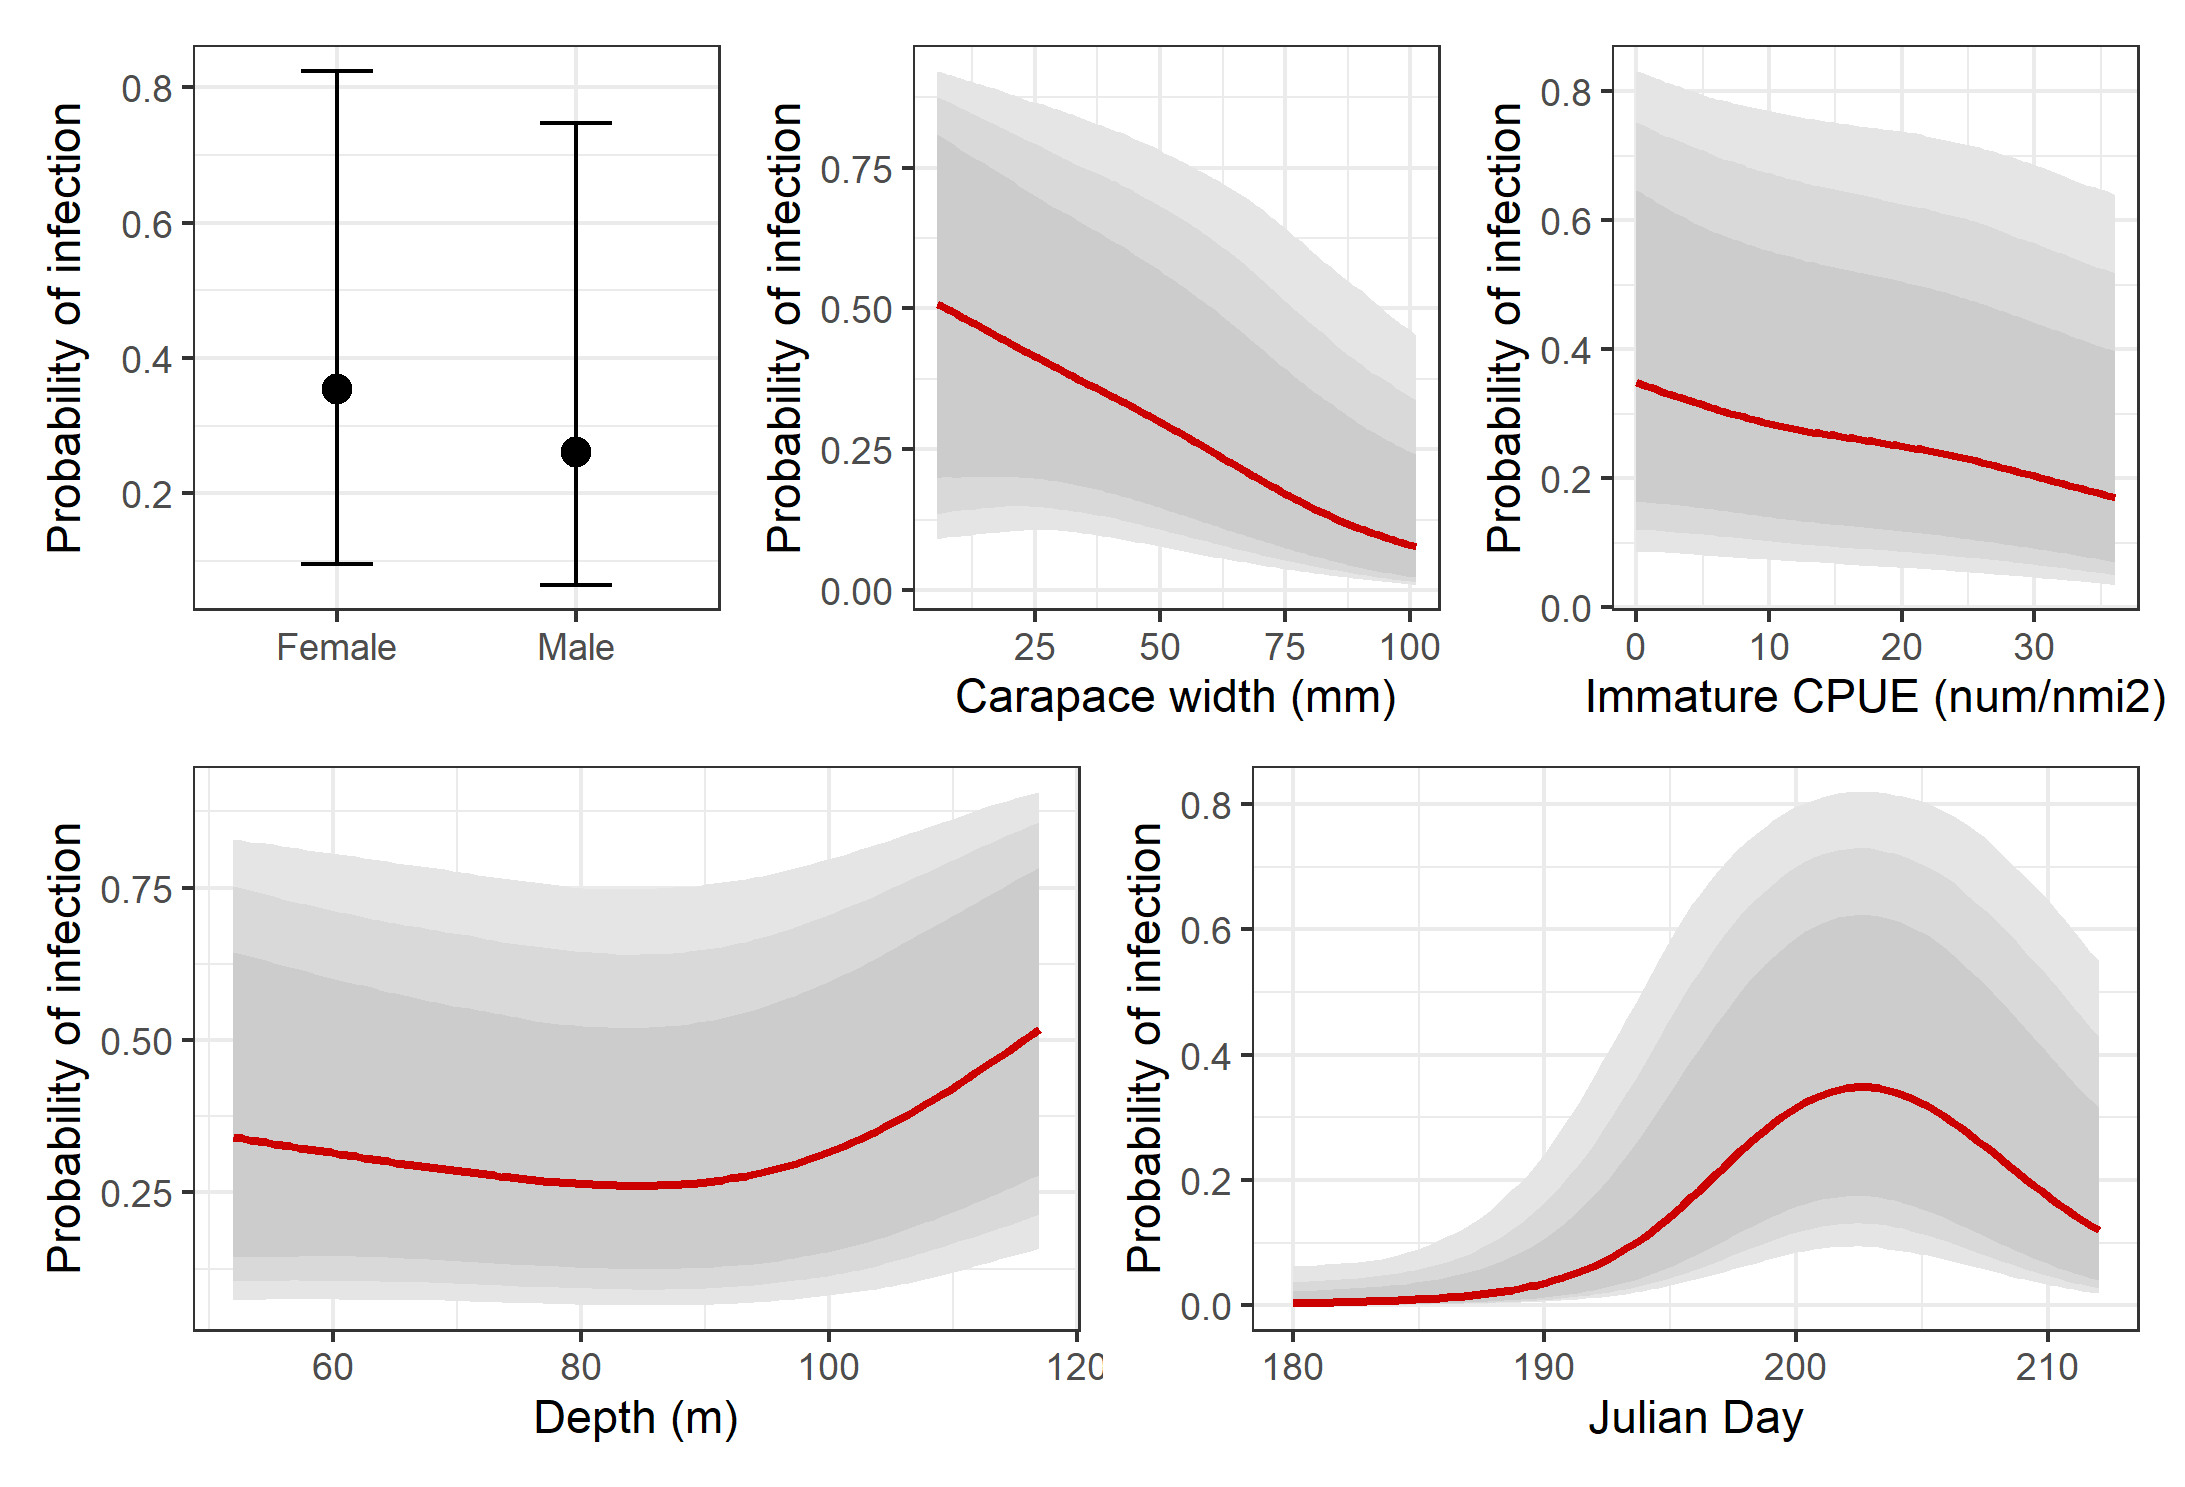 Probability of infection
0.8
0.6
0.4
0.2
Female Male
Probability of infection
0.75
0.50
0.25
0.00
25 50 75 100
Carapace width (mm)
Probability of infection
0.8
0.6
0.4
0.2
0.0
0 10 20 30
Immature CPUE (num/nmi2)
Probability of infection
0.75
0.50
0.25
60 80 100 120
Depth (m)
Probability of infection
0.8
0.6
0.4
0.2
0.0
180 190 200 210
Julian Day